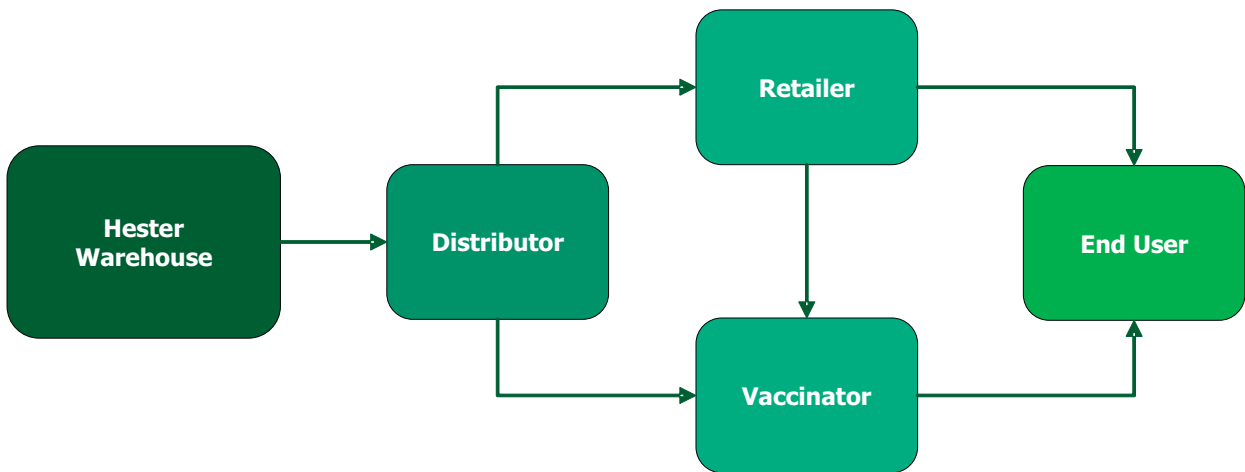 Hester
Warehouse
Distributor
Retailer
Vaccinator
End User